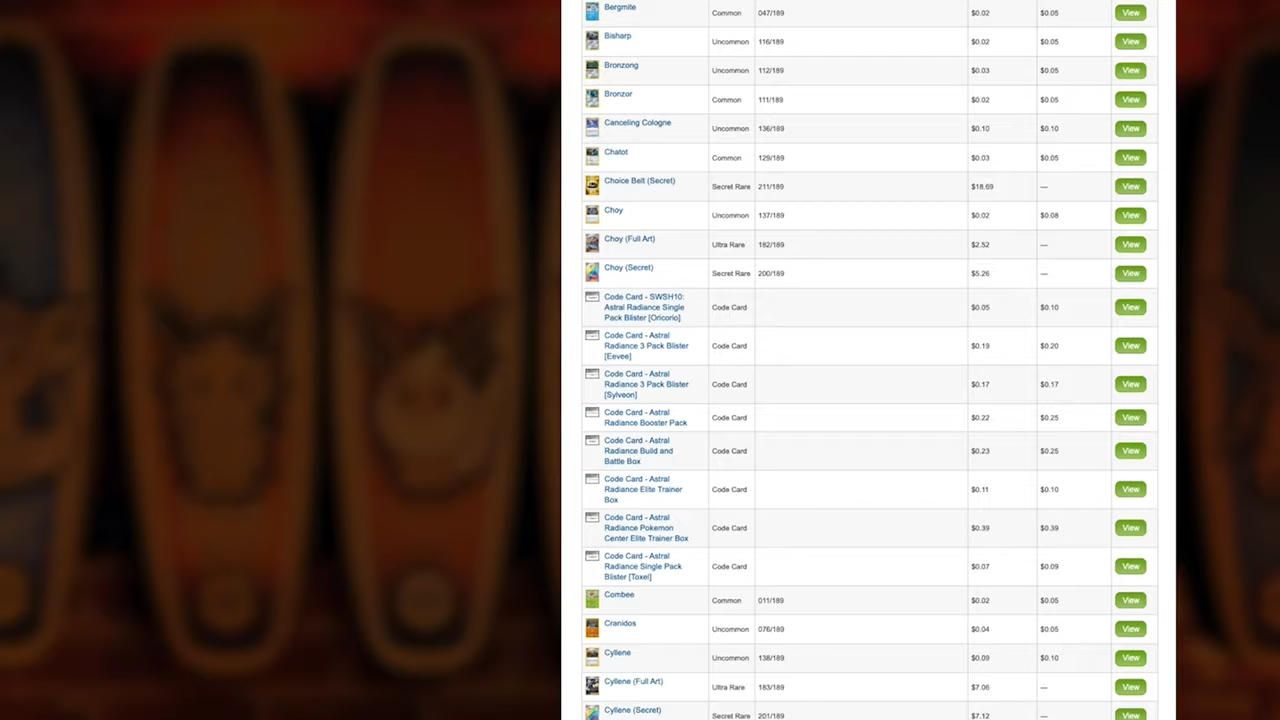 Bergmite Common 047/189 $0.02 $0.05 View
Bisharp Uncommon 116/189 $0.02 $0.05 View
Bronzong Uncommon 112/189 $0.03 $0.05 View
Bronzor Common 111/189 $0.02 $0.05 View
Canceling Cologne Uncommon 136/189 $0.10 $0.10 View
Chatot Common 129/189 $0.03 $0.05 View
Choice Belt (Secret) Secret Rare 211/189 $18.69 — View
Choy Uncommon 137/189 $0.02 $0.08 View
Choy (Full Art) Ultra Rare 182/189 $2.52 — View
Choy (Secret) Secret Rare 200/189 $5.26 — View
Code Card - SWSH10:
Astral Radiance Single Code Card $0.05 $0.10 View
Pack Blister [Oricorio]
Code Card - Astral
Radiance 3 Pack Blister Code Card $0.19 $0.20 View
[Eevee]
Code Card - Astral
Radiance 3 Pack Blister Code Card $0.17 $0.17 View
[Sylveon]
Code Card - Astral
Radiance Booster Pack Code Card $0.22 $0.25 View
Code Card - Astral
Radiance Build and Code Card $0.23 $0.25 View
Battle Box
Code Card - Astral
Radiance Elite Trainer Code Card $0.11 $0.10 View
Box
Code Card - Astral
Radiance Pokemon Code Card $0.39 $0.39 View
Center Elite Trainer Box
Code Card - Astral
Radiance Single Pack Code Card $0.07 $0.09 View
Blister [Toxel]
Combee Common 011/189 $0.02 $0.05 View
Cranidos Uncommon 076/189 $0.04 $0.05 View
Cyllene Uncommon 138/189 $0.09 $0.10 View
Cyllene (Full Art) Ultra Rare 183/189 $7.06 — View
Cyllene (Secret) Secret Rare 201/189 $7.12 — View